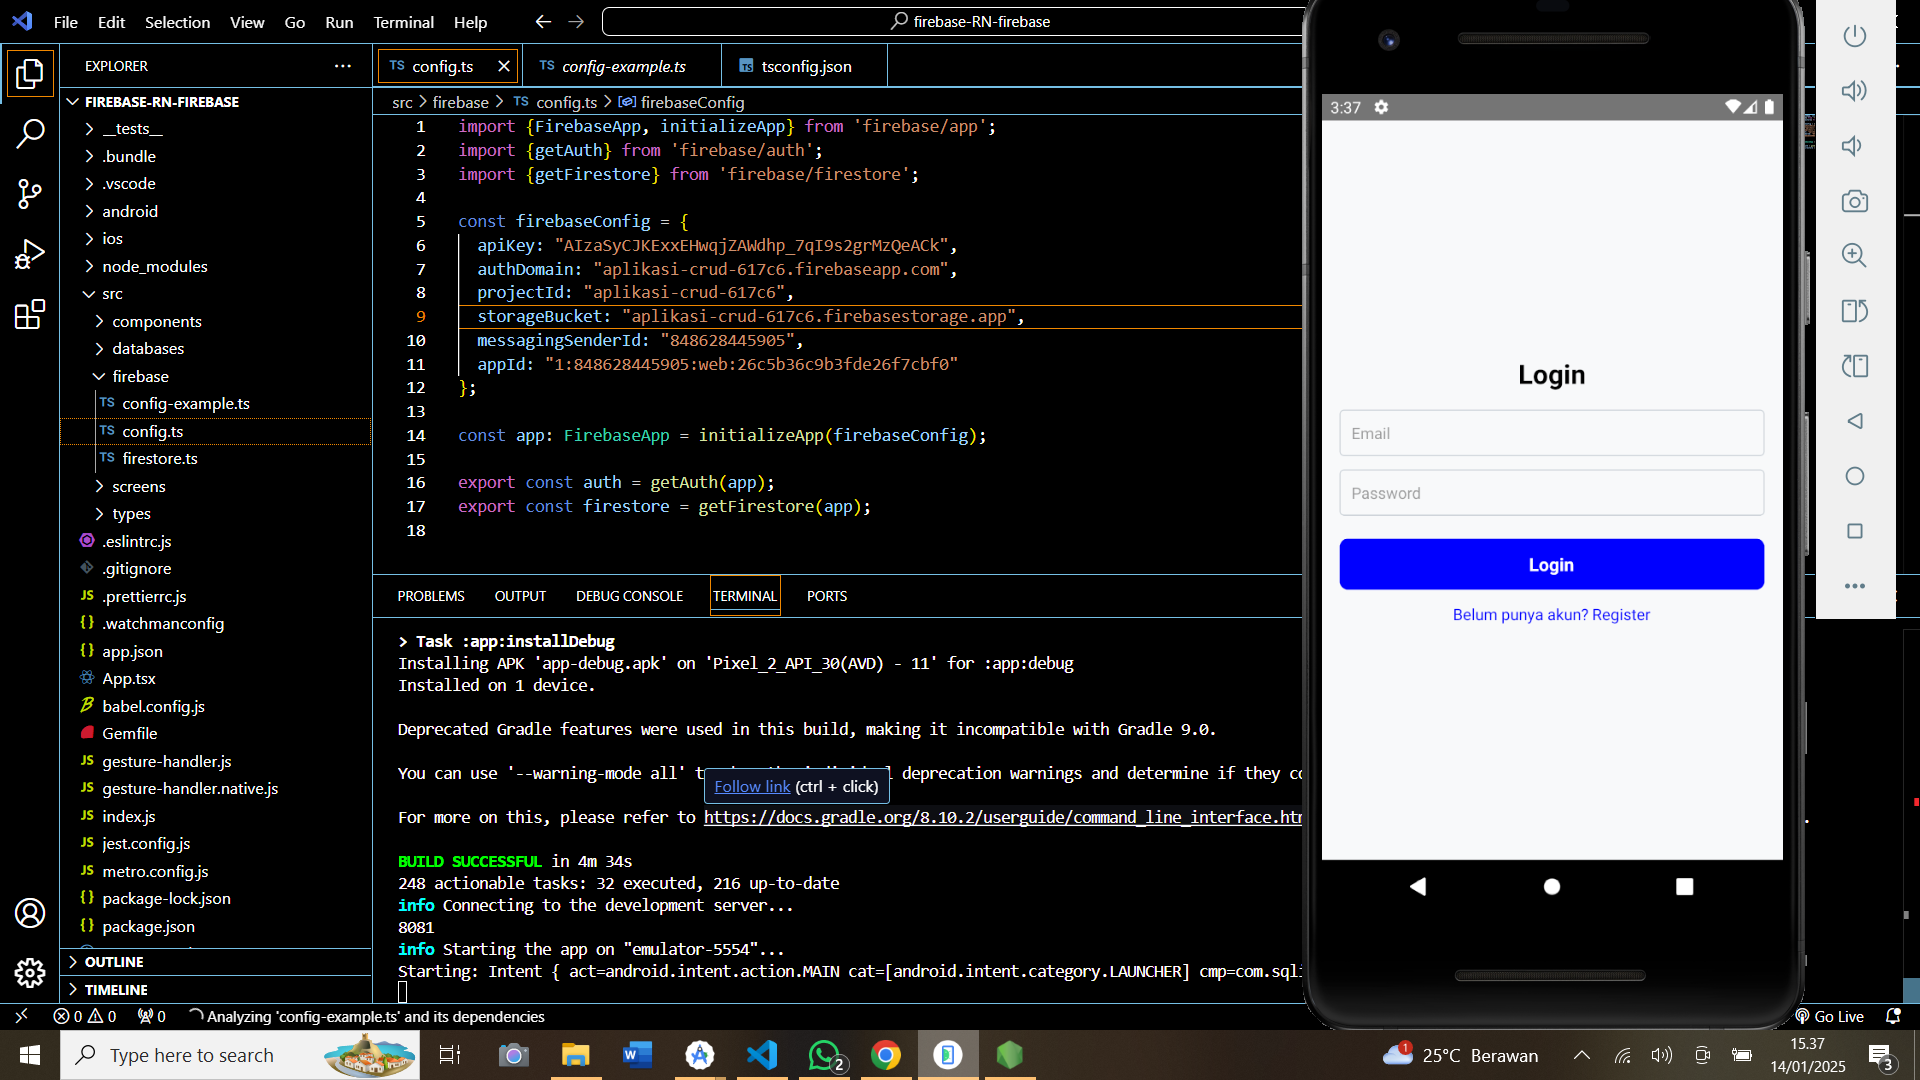 File Edit Selection View Go Run Terminal Help
firebase-RN-firebase
EXPLORER
FIREBASE-RN-FIREBASE
__tests__
.bundle
.vscode
android
ios
node_modules
src
components
databases
firebase
TS config-example.ts
TS config.ts
TS firestore.ts
screens
types
.eslintrc.js
.gitignore
JS .prettierrc.js
{} .watchmanconfig
{} app.json
App.tsx
babel.config.js
Gemfile
JS gesture-handler.js
JS gesture-handler.native.js
JS index.js
JS jest.config.js
JS metro.config.js
{} package-lock.json
{} package.json
OUTLINE
TIMELINE
TS config.ts
TS config-example.ts
TS tsconfig.json
src > firebase > TS config.ts > firebaseConfig
1 import {FirebaseApp, initializeApp} from 'firebase/app';
2 import {getAuth} from 'firebase/auth';
3 import {getFirestore} from 'firebase/firestore';
4
5 const firebaseConfig = {
6 apiKey: "AIzaSyCJKExxEHwqjZAWdhp_7qI9s2grMzQeACk",
7 authDomain: "aplikasi-crud-617c6.firebaseapp.com",
8 projectId: "aplikasi-crud-617c6",
9 storageBucket: "aplikasi-crud-617c6.firebasestorage.app",
10 messagingSenderId: "848628445905",
11 appId: "1:848628445905:web:26c5b36c9b3fde26f7cbf0"
12 };
13
14 const app: FirebaseApp = initializeApp(firebaseConfig);
15
16 export const auth = getAuth(app);
17 export const firestore = getFirestore(app);
18
PROBLEMS OUTPUT DEBUG CONSOLE TERMINAL PORTS
> Task :app:installDebug
Installing APK 'app-debug.apk' on 'Pixel_2_API_30(AVD) - 11' for :app:debug
Installed on 1 device.
Deprecated Gradle features were used in this build, making it incompatible with Gradle 9.0.
You can use '--warning-mode all' deprecation warnings and determine if they
Follow link (ctrl + click)
For more on this, please refer to https://docs.gradle.org/8.10.2/userguide/command_line_interface.htm
BUILD SUCCESSFUL in 4m 34s
248 actionable tasks: 32 executed, 216 up-to-date
info Connecting to the development server...
8081
info Starting the app on "emulator-5554"...
Starting: Intent { act=android.intent.action.MAIN cat=[android.intent.category.LAUNCHER] cmp=com.sqli
3:37
Login
Email
Password
Login
Belum punya akun? Register
0 0 0 Analyzing 'config-example.ts' and its dependencies
Go Live
Type here to search
2
1
25°C Berawan
15.37
14/01/2025
3